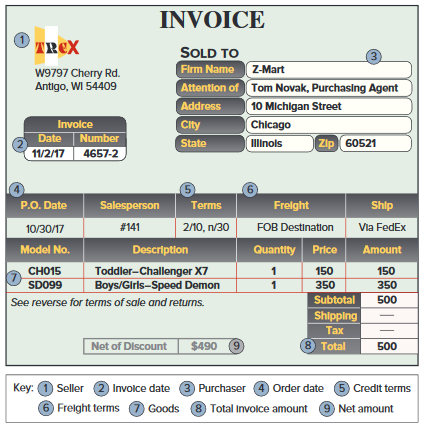 INVOICE
1
TREX
W9797 Cherry Rd.
Antigo, WI 54409
SOLD TO
3
Firm Name Z-Mart
Attention of Tom Novak, Purchasing Agent
Address 10 Michigan Street
City Chicago
State Illinois Zip 60521
Invoice
Date Number
2 11/2/17 4657-2
4 5 6
P.O. Date Salesperson Terms Freight Ship
10/30/17 #141 2/10, n/30 FOB Destination Via FedEx
Model No. Description Quantity Price Amount
7
CH015 Toddler–Challenger X7 1 150 150
SD099 Boys/Girls–Speed Demon 1 350 350
See reverse for terms of sale and returns.
Subtotal 500
Shipping —
Tax —
Net of Discount $490 9 8 Total 500
Key: 1 Seller 2 Invoice date 3 Purchaser 4 Order date 5 Credit terms
6 Freight terms 7 Goods 8 Total invoice amount 9 Net amount